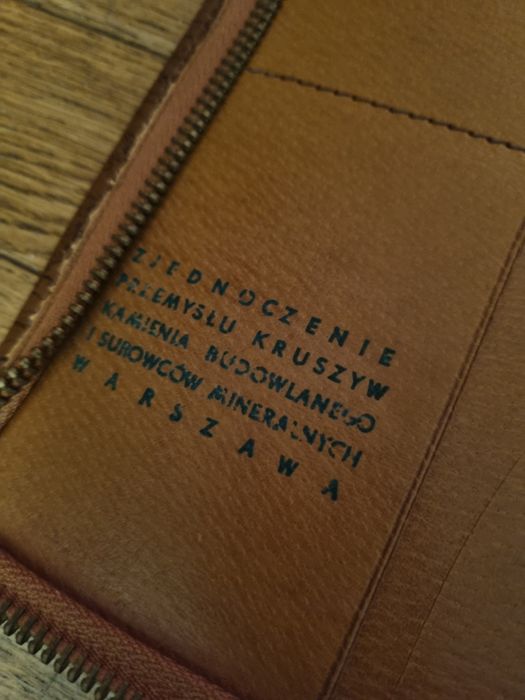 ZJEDNOCZENIE
PRZEMYSŁU KRUSZYW
KAMIENIA BUDOWLANEGO
I SUROWCÓW MINERALNYCH
WARSZAWA